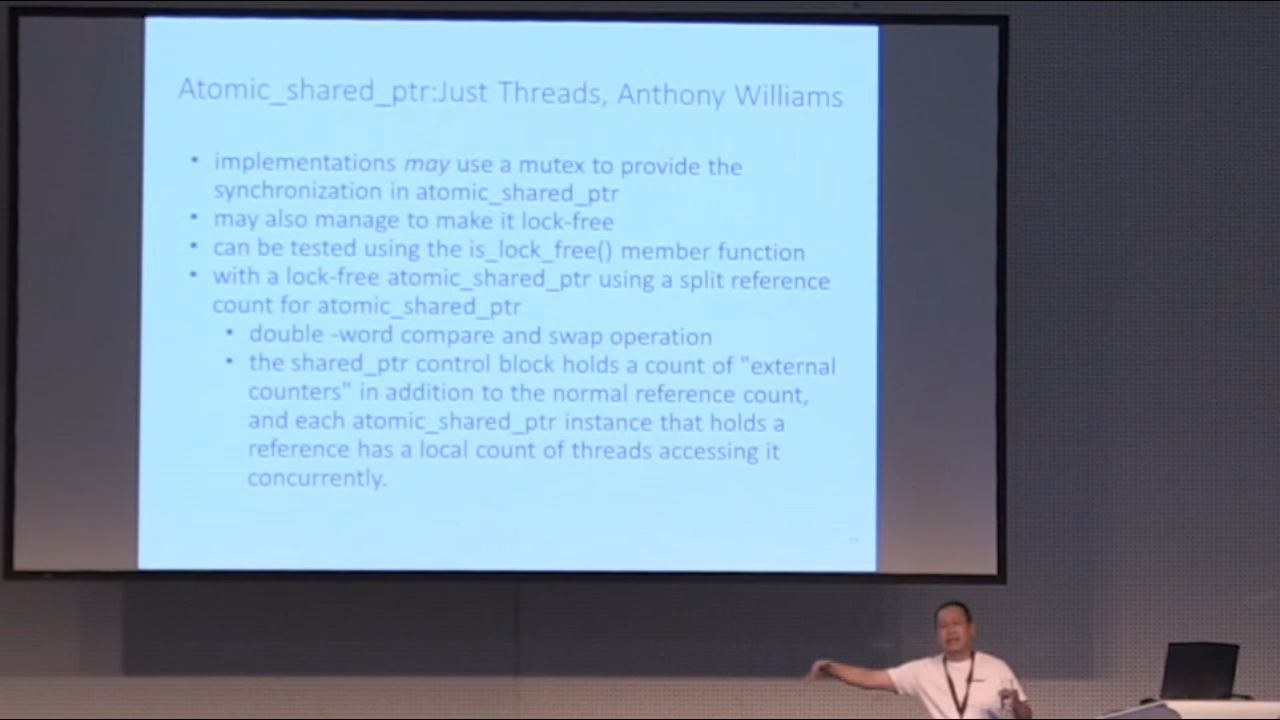 Atomic_shared_ptr:Just Threads, Anthony Williams
• implementations may use a mutex to provide the
synchronization in atomic_shared_ptr
• may also manage to make it lock-free
• can be tested using the is_lock_free() member function
• with a lock-free atomic_shared_ptr using a split reference
count for atomic_shared_ptr
• double -word compare and swap operation
• the shared_ptr control block holds a count of "external
counters" in addition to the normal reference count,
and each atomic_shared_ptr instance that holds a
reference has a local count of threads accessing it
concurrently.